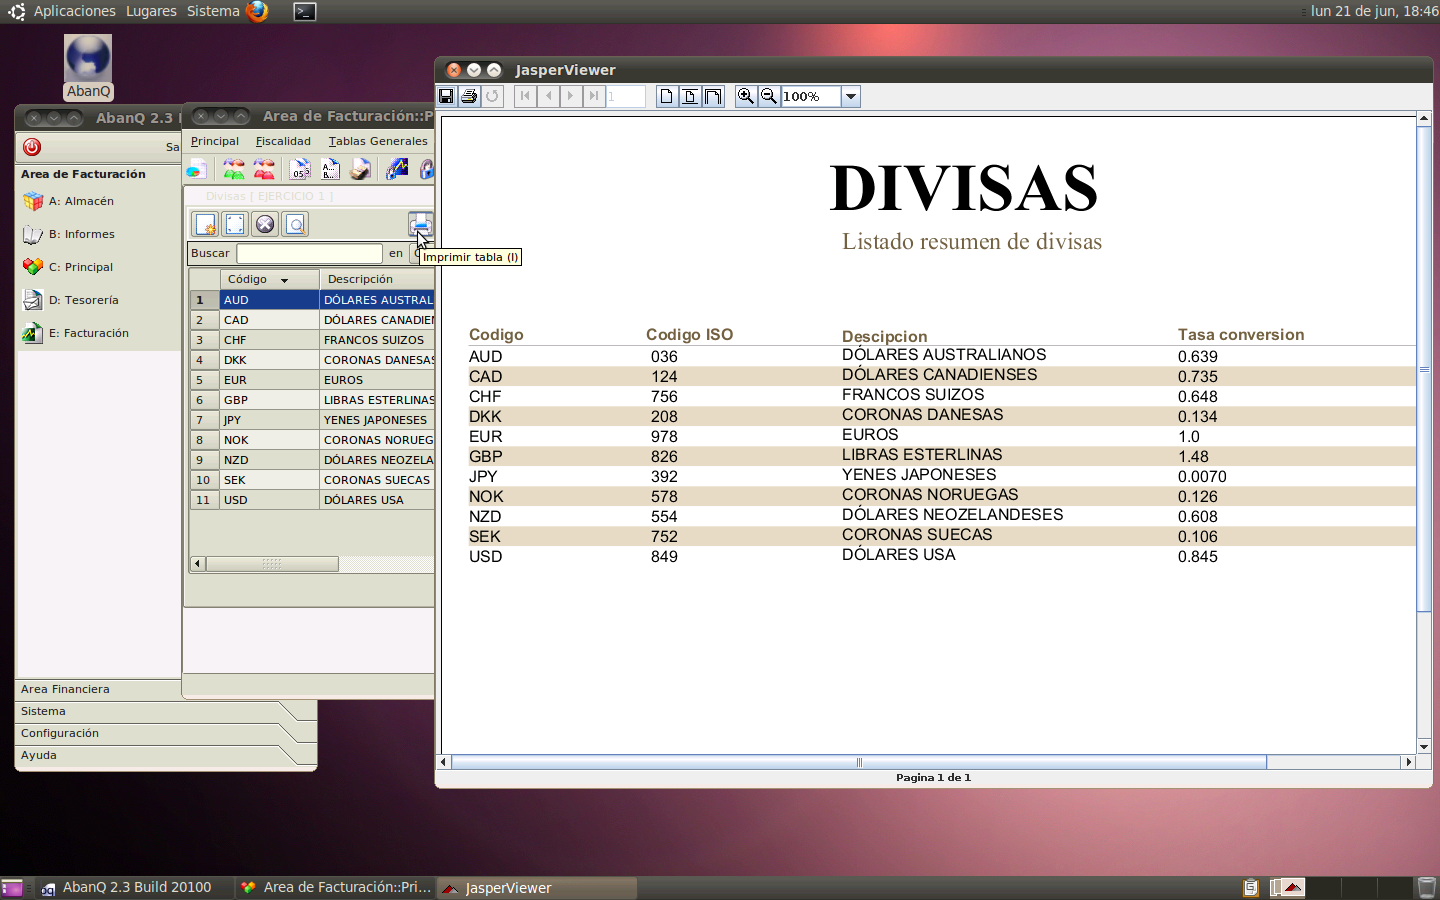 Aplicaciones Lugares Sistema
lun 21 de jun, 18:46
AbanQ
AbanQ 2.3
Area de Facturación
A: Almacén
B: Informes
C: Principal
D: Tesorería
E: Facturación
Area Financiera
Sistema
Configuración
Ayuda
Area de Facturación::P
Principal Fiscalidad Tablas Generales
Divisas [ EJERCICIO 1 ]
Buscar en
Imprimir tabla (I)
Código Descripción
1 AUD DÓLARES AUSTRAL
2 CAD DÓLARES CANADIEN
3 CHF FRANCOS SUIZOS
4 DKK CORONAS DANESAS
5 EUR EUROS
6 GBP LIBRAS ESTERLINAS
7 JPY YENES JAPONESES
8 NOK CORONAS NORUEG
9 NZD DÓLARES NEOZELA
10 SEK CORONAS SUECAS
11 USD DÓLARES USA
JasperViewer
1
100%
DIVISAS
Listado resumen de divisas
Codigo Codigo ISO Descipcion Tasa conversion
AUD 036 DÓLARES AUSTRALIANOS 0.639
CAD 124 DÓLARES CANADIENSES 0.735
CHF 756 FRANCOS SUIZOS 0.648
DKK 208 CORONAS DANESAS 0.134
EUR 978 EUROS 1.0
GBP 826 LIBRAS ESTERLINAS 1.48
JPY 392 YENES JAPONESES 0.0070
NOK 578 CORONAS NORUEGAS 0.126
NZD 554 DÓLARES NEOZELANDESES 0.608
SEK 752 CORONAS SUECAS 0.106
USD 849 DÓLARES USA 0.845
Pagina 1 de 1
AbanQ 2.3 Build 20100
Area de Facturación::Pri...
JasperViewer